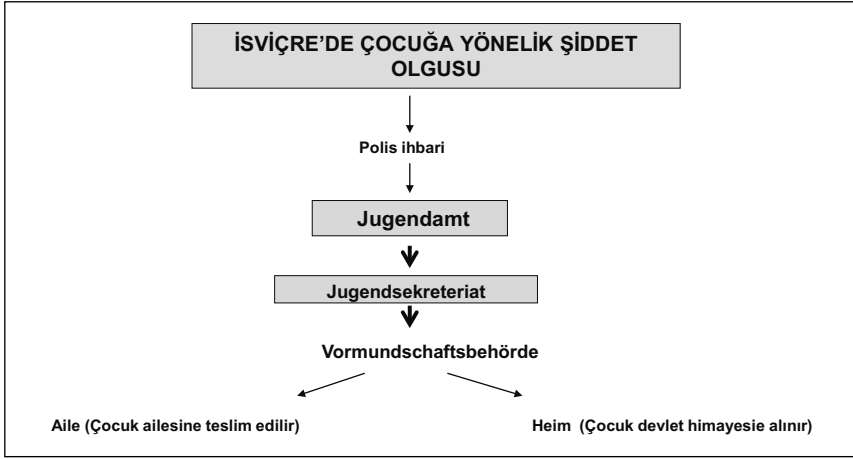 İSVİÇRE’DE ÇOCUĞA YÖNELİK ŞİDDET
OLGUSU
Polis ihbari
Jugendamt
Jugendsekreteriat
Vormundschaftsbehörde
Aile (Çocuk ailesine teslim edilir)
Heim (Çocuk devlet himayesie alınır)